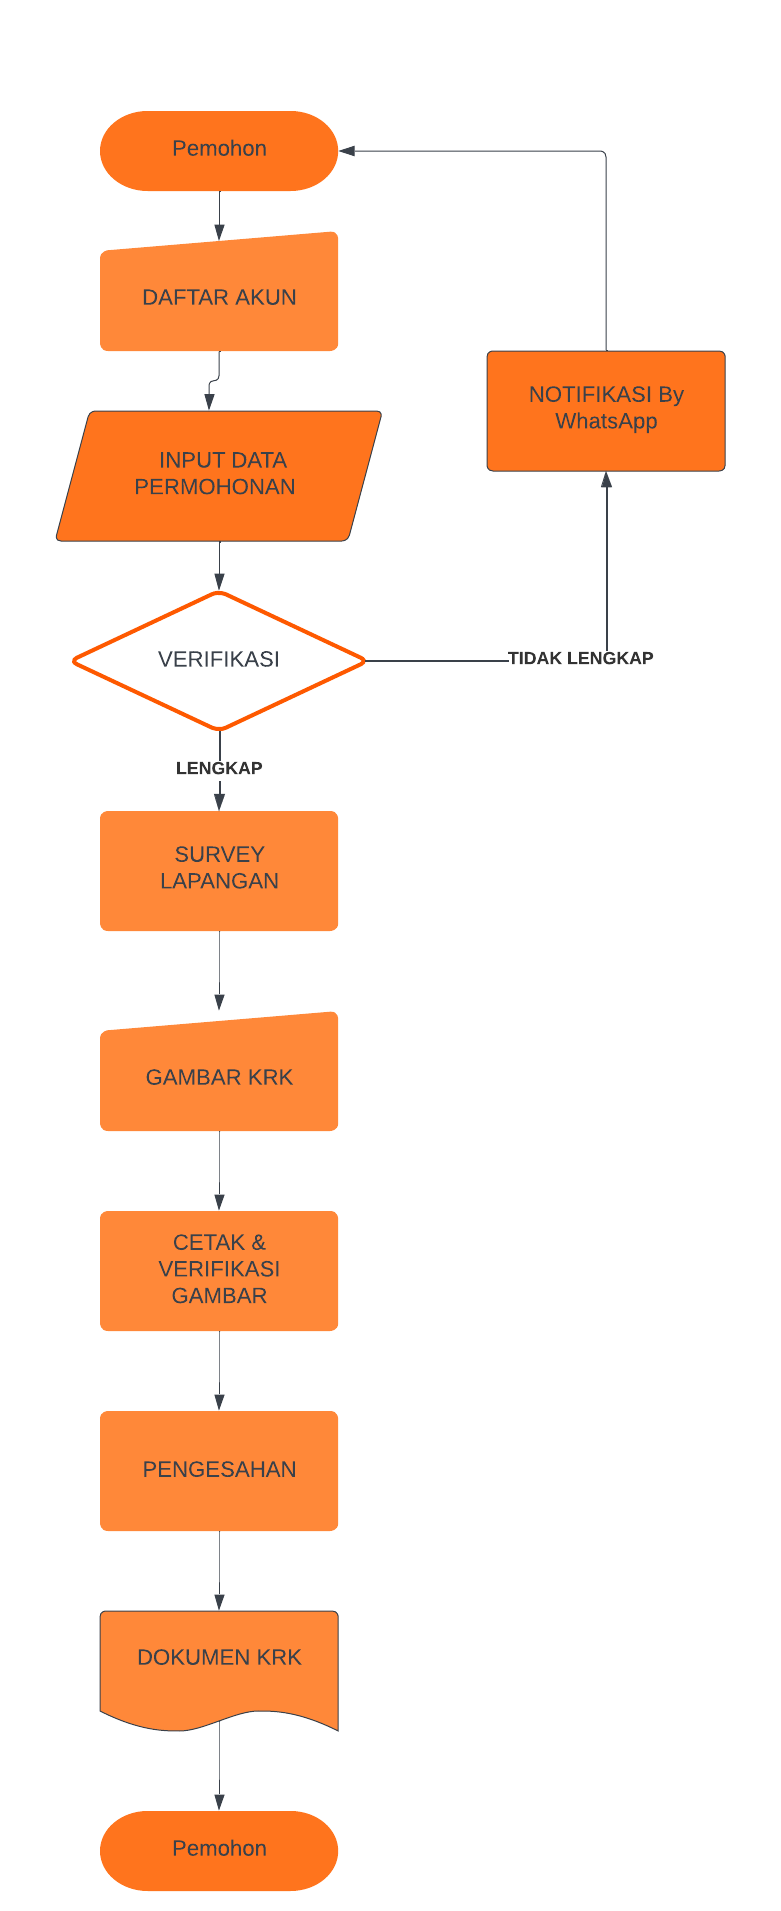 Pemohon
DAFTAR AKUN
NOTIFIKASI By
WhatsApp
INPUT DATA
PERMOHONAN
VERIFIKASI
TIDAK LENGKAP
LENGKAP
SURVEY
LAPANGAN
GAMBAR KRK
CETAK &
VERIFIKASI
GAMBAR
PENGESAHAN
DOKUMEN KRK
Pemohon